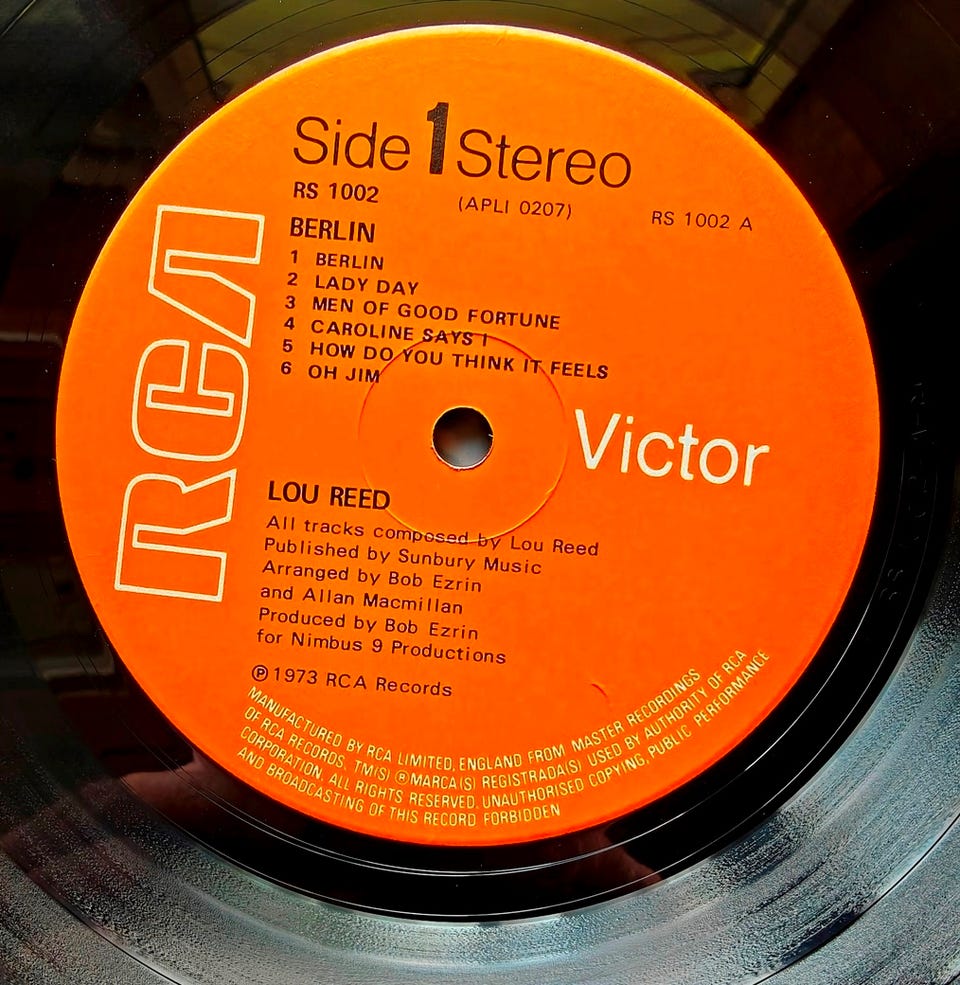 Side 1 Stereo
RS 1002 (APLI 0207) RS 1002 A
BERLIN
1 BERLIN
2 LADY DAY
3 MEN OF GOOD FORTUNE
4 CAROLINE SAYS I
5 HOW DO YOU THINK IT FEELS
6 OH JIM
RCA
Victor
LOU REED
All tracks composed by Lou Reed
Published by Sunbury Music
Arranged by Bob Ezrin
and Allan Macmillan
Produced by Bob Ezrin
for Nimbus 9 Productions
℗ 1973 RCA Records
MANUFACTURED BY RCA LIMITED, ENGLAND FROM MASTER RECORDINGS
OF RCA RECORDS, TM(S) ® MARCA(S) REGISTRADA(S) USED BY AUTHORITY OF RCA
CORPORATION, ALL RIGHTS RESERVED, UNAUTHORISED COPYING, PUBLIC PERFORMANCE
AND BROADCASTING OF THIS RECORD FORBIDDEN